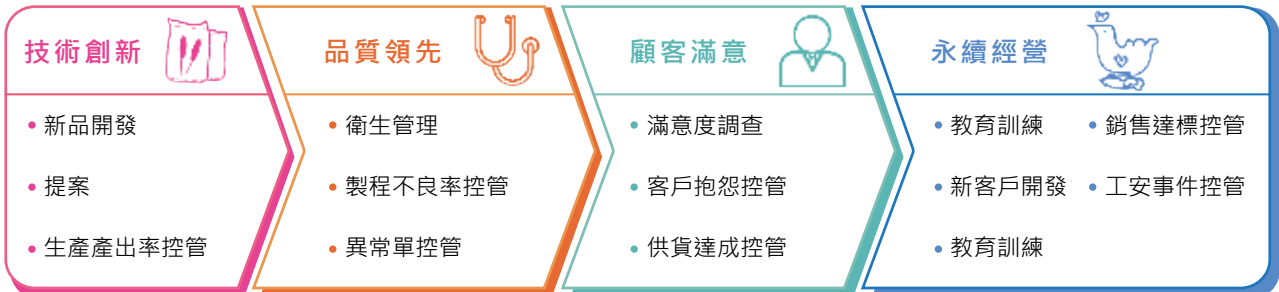 技術創新
• 新品開發
• 提案
• 生產產出率控管
品質領先
• 衛生管理
• 製程不良率控管
• 異常單控管
顧客滿意
• 滿意度調查
• 客戶抱怨控管
• 供貨達成控管
永續經營
• 教育訓練
• 新客戶開發
• 教育訓練
• 銷售達標控管
• 工安事件控管